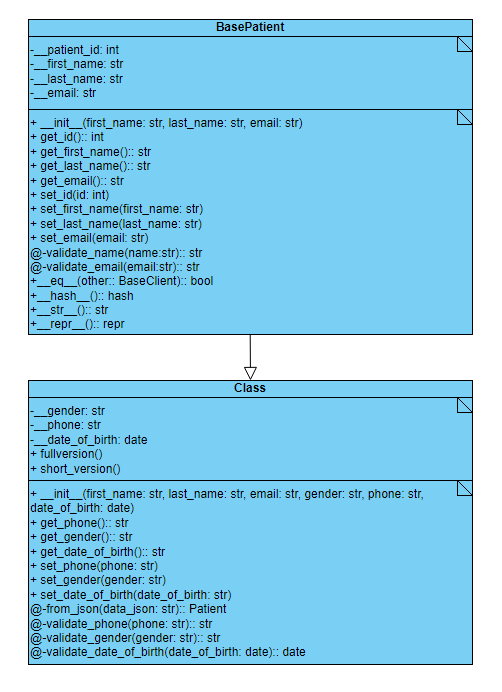 BasePatient
-__patient_id: int
-__first_name: str
-__last_name: str
-__email: str
+ __init__(first_name: str, last_name: str, email: str)
+ get_id():: int
+ get_first_name():: str
+ get_last_name():: str
+ get_email():: str
+ set_id(id: int)
+ set_first_name(first_name: str)
+ set_last_name(last_name: str)
+ set_email(email: str)
@-validate_name(name:str):: str
@-validate_email(email:str):: str
+__eq__(other:: BaseClient):: bool
+__hash__():: hash
+__str__():: str
+__repr__():: repr
Class
-__gender: str
-__phone: str
-__date_of_birth: date
+ fullversion()
+ short_version()
+ __init__(first_name: str, last_name: str, email: str, gender: str, phone: str,
date_of_birth: date)
+ get_phone():: str
+ get_gender():: str
+ get_date_of_birth():: str
+ set_phone(phone: str)
+ set_gender(gender: str)
+ set_date_of_birth(date_of_birth: str)
@-from_json(data_json: str):: Patient
@-validate_phone(phone: str):: str
@-validate_gender(gender: str):: str
@-validate_date_of_birth(date_of_birth: date):: date